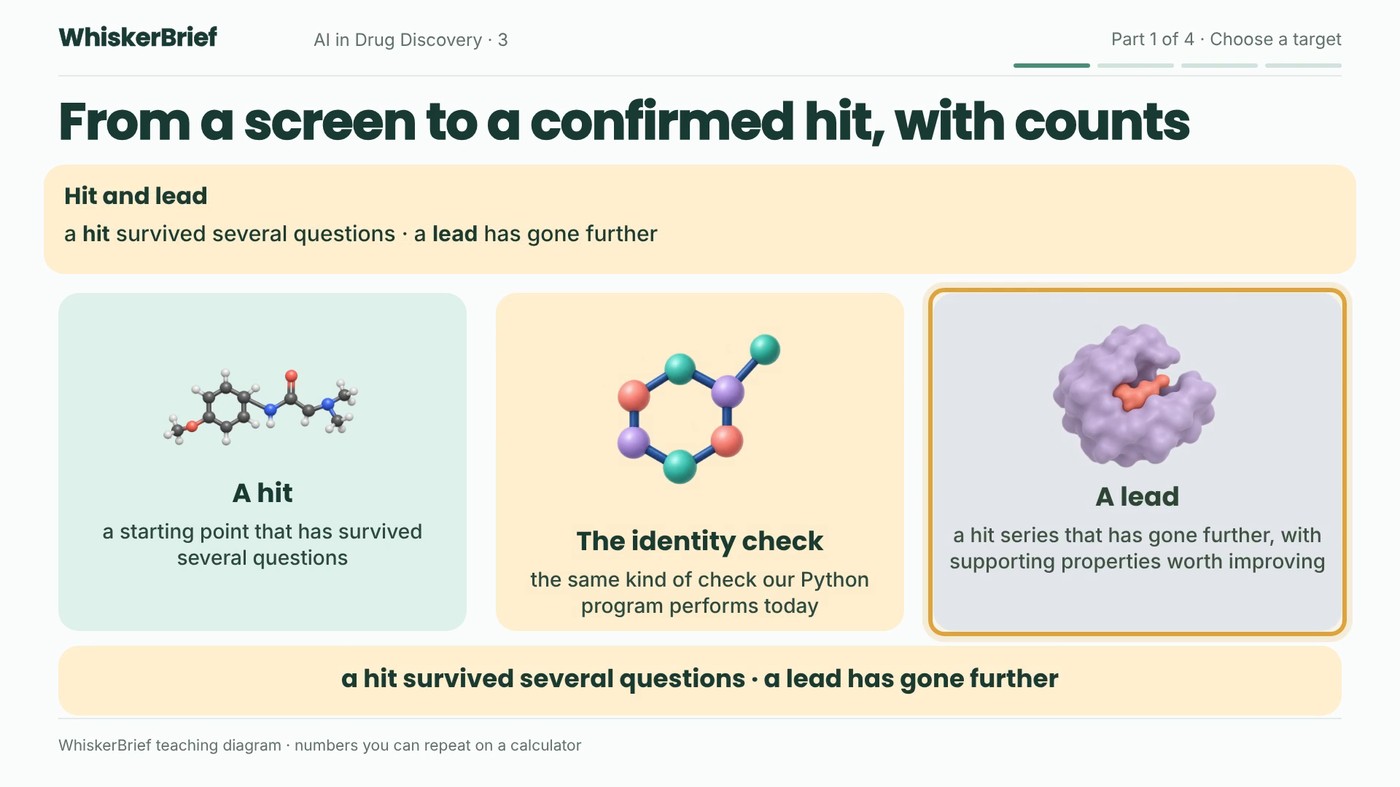 WhiskerBrief
AI in Drug Discovery · 3
Part 1 of 4 · Choose a target
From a screen to a confirmed hit, with counts
Hit and lead
a hit survived several questions · a lead has gone further
A hit
a starting point that has survived
several questions
The identity check
the same kind of check our Python
program performs today
A lead
a hit series that has gone further, with
supporting properties worth improving
a hit survived several questions · a lead has gone further
WhiskerBrief teaching diagram · numbers you can repeat on a calculator